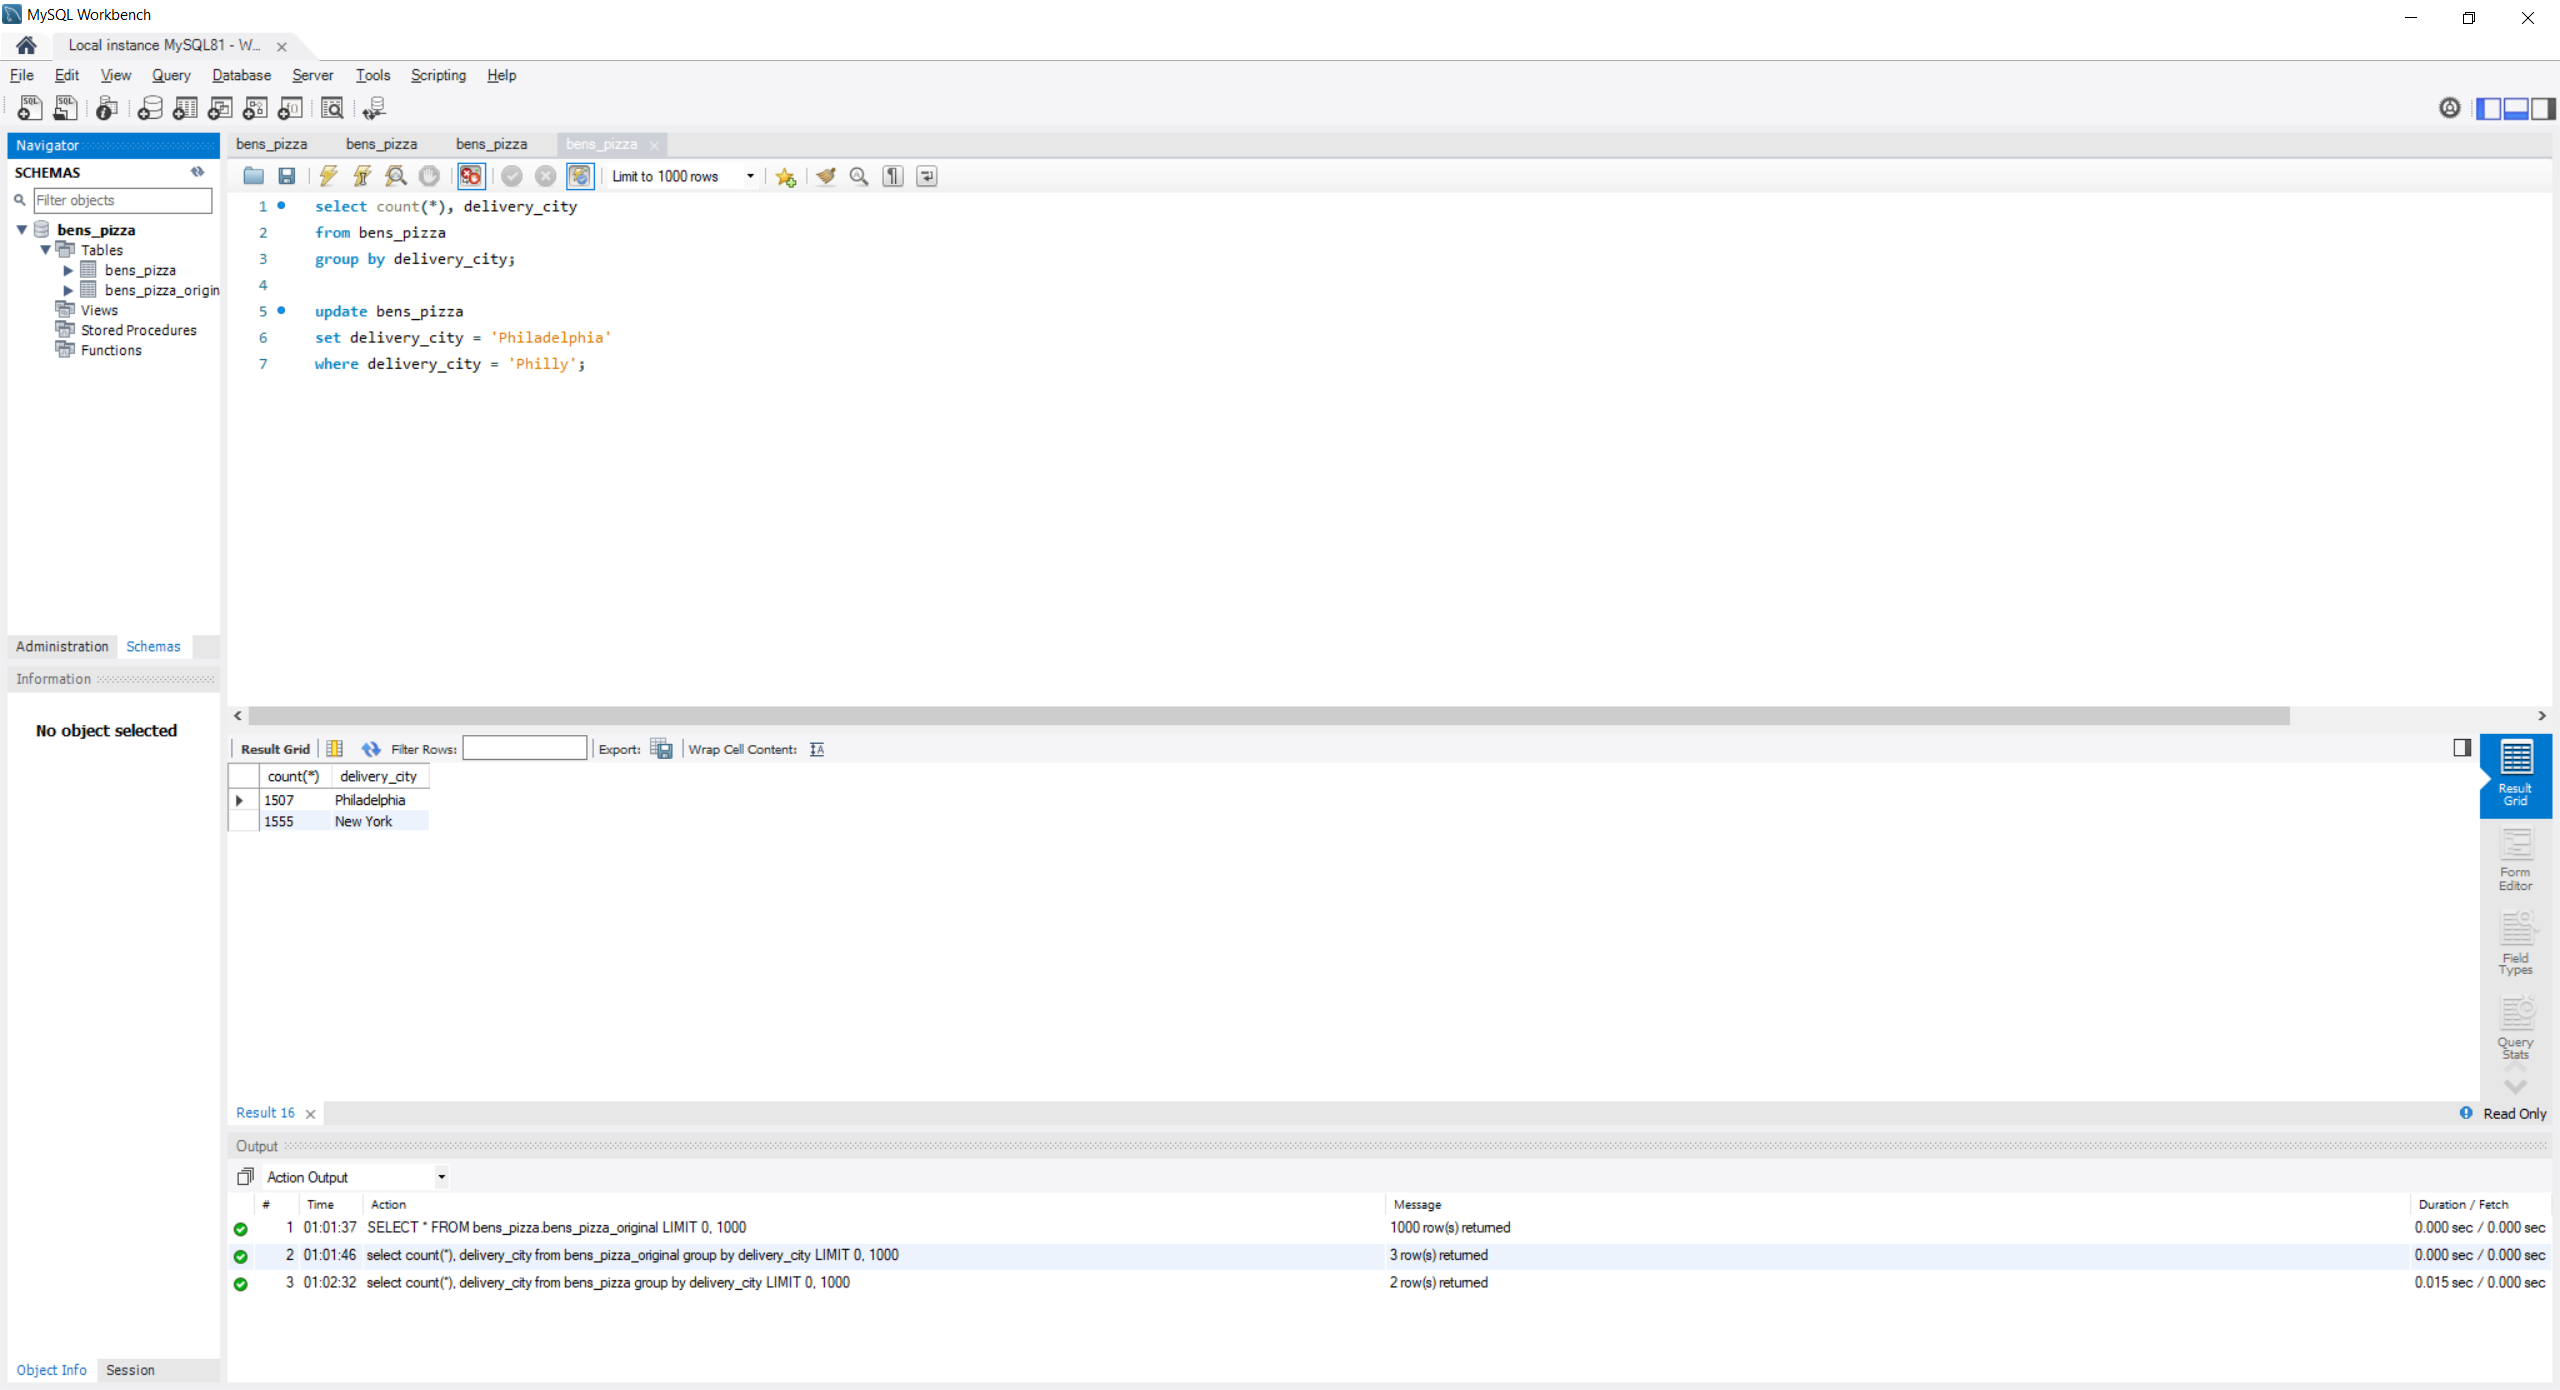 MySQL Workbench
Local instance MySQL81 - W...
File Edit View Query Database Server Tools Scripting Help
Navigator
SCHEMAS
Filter objects
bens_pizza
Tables
bens_pizza
bens_pizza_origin
Views
Stored Procedures
Functions
Administration Schemas
Information
No object selected
Object Info Session
bens_pizza bens_pizza bens_pizza bens_pizza
Limit to 1000 rows
1 select count(*), delivery_city
2 from bens_pizza
3 group by delivery_city;
4
5 update bens_pizza
6 set delivery_city = 'Philadelphia'
7 where delivery_city = 'Philly';
Result Grid Filter Rows: Export: Wrap Cell Content:
count(*) delivery_city
1507 Philadelphia
1555 New York
Result Grid
Form Editor
Field Types
Query Stats
Result 16
Read Only
Output
Action Output
# Time Action Message Duration / Fetch
1 01:01:37 SELECT * FROM bens_pizza.bens_pizza_original LIMIT 0, 1000 1000 row(s) returned 0.000 sec / 0.000 sec
2 01:01:46 select count(*), delivery_city from bens_pizza_original group by delivery_city LIMIT 0, 1000 3 row(s) returned 0.000 sec / 0.000 sec
3 01:02:32 select count(*), delivery_city from bens_pizza group by delivery_city LIMIT 0, 1000 2 row(s) returned 0.015 sec / 0.000 sec